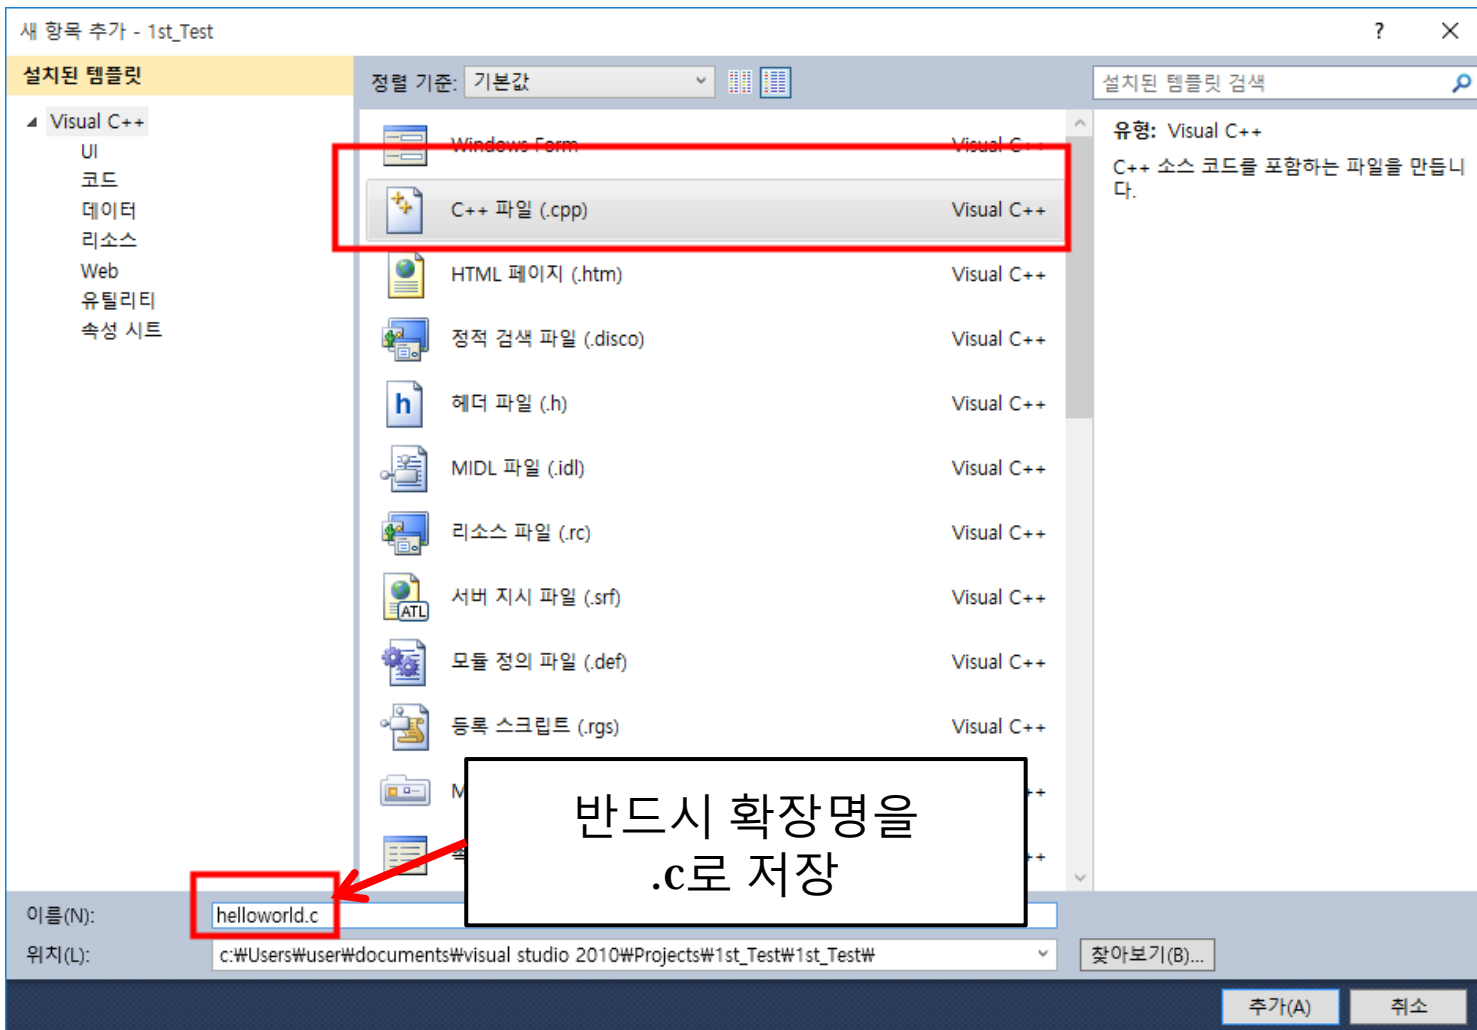 새 항목 추가 - 1st_Test
?
설치된 템플릿
정렬 기준: 기본값
설치된 템플릿 검색
Visual C++
UI
코드
데이터
리소스
Web
유틸리티
속성 시트
Windows Form Visual C++
C++ 파일 (.cpp) Visual C++
HTML 페이지 (.htm) Visual C++
정적 검색 파일 (.disco) Visual C++
헤더 파일 (.h) Visual C++
MIDL 파일 (.idl) Visual C++
리소스 파일 (.rc) Visual C++
서버 지시 파일 (.srf) Visual C++
ATL
모듈 정의 파일 (.def) Visual C++
등록 스크립트 (.rgs) Visual C++
유형: Visual C++
C++ 소스 코드를 포함하는 파일을 만듭니
다.
반드시 확장명을
.c로 저장
이름(N): helloworld.c
위치(L): c:₩Users₩user₩documents₩visual studio 2010₩Projects₩1st_Test₩1st_Test₩
찾아보기(B)...
추가(A) 취소